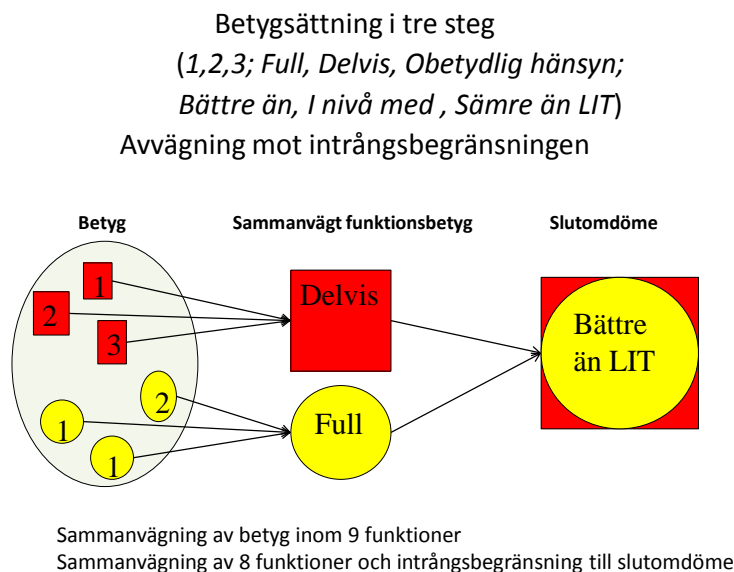 Betygsättning i tre steg
(1,2,3; Full, Delvis, Obetydlig hänsyn;
Bättre än, I nivå med , Sämre än LIT)
Avvägning mot intrångsbegränsningen
Betyg
Sammanvägt funktionsbetyg
Slutomdöme
1
2
3
2
1
1
Delvis
Full
Bättre
än LIT
Sammanvägning av betyg inom 9 funktioner
Sammanvägning av 8 funktioner och intrångsbegränsning till slutomdöme